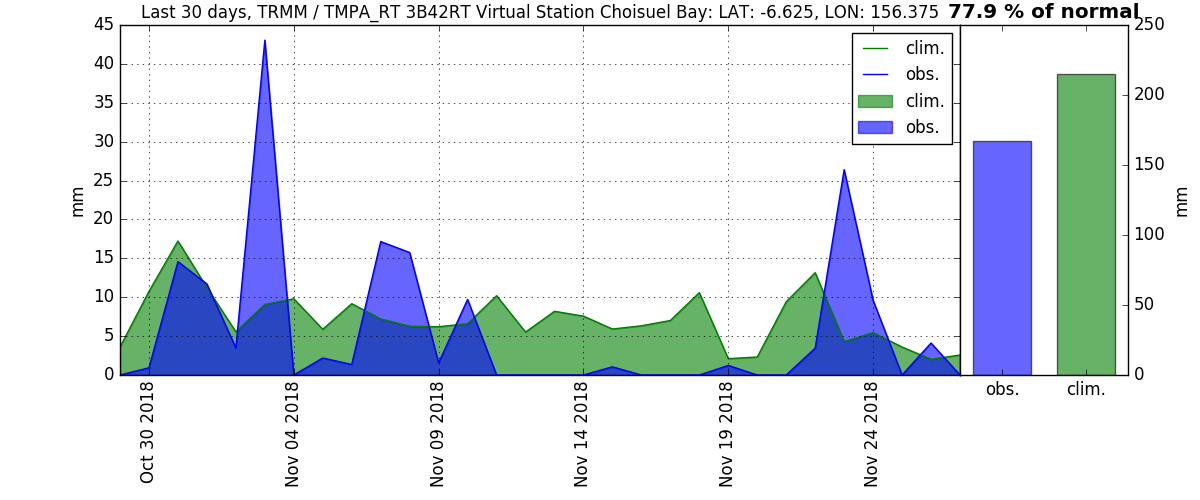 Last 30 days, TRMM / TMPA_RT 3B42RT Virtual Station Choisuel Bay: LAT: -6.625, LON: 156.375 77.9 % of normal
45
40
35
30
25
20
15
10
5
0
mm
clim.
obs.
clim.
obs.
250
200
150
100
50
0
mm
obs. clim.
Oct 30 2018
Nov 04 2018
Nov 09 2018
Nov 14 2018
Nov 19 2018
Nov 24 2018